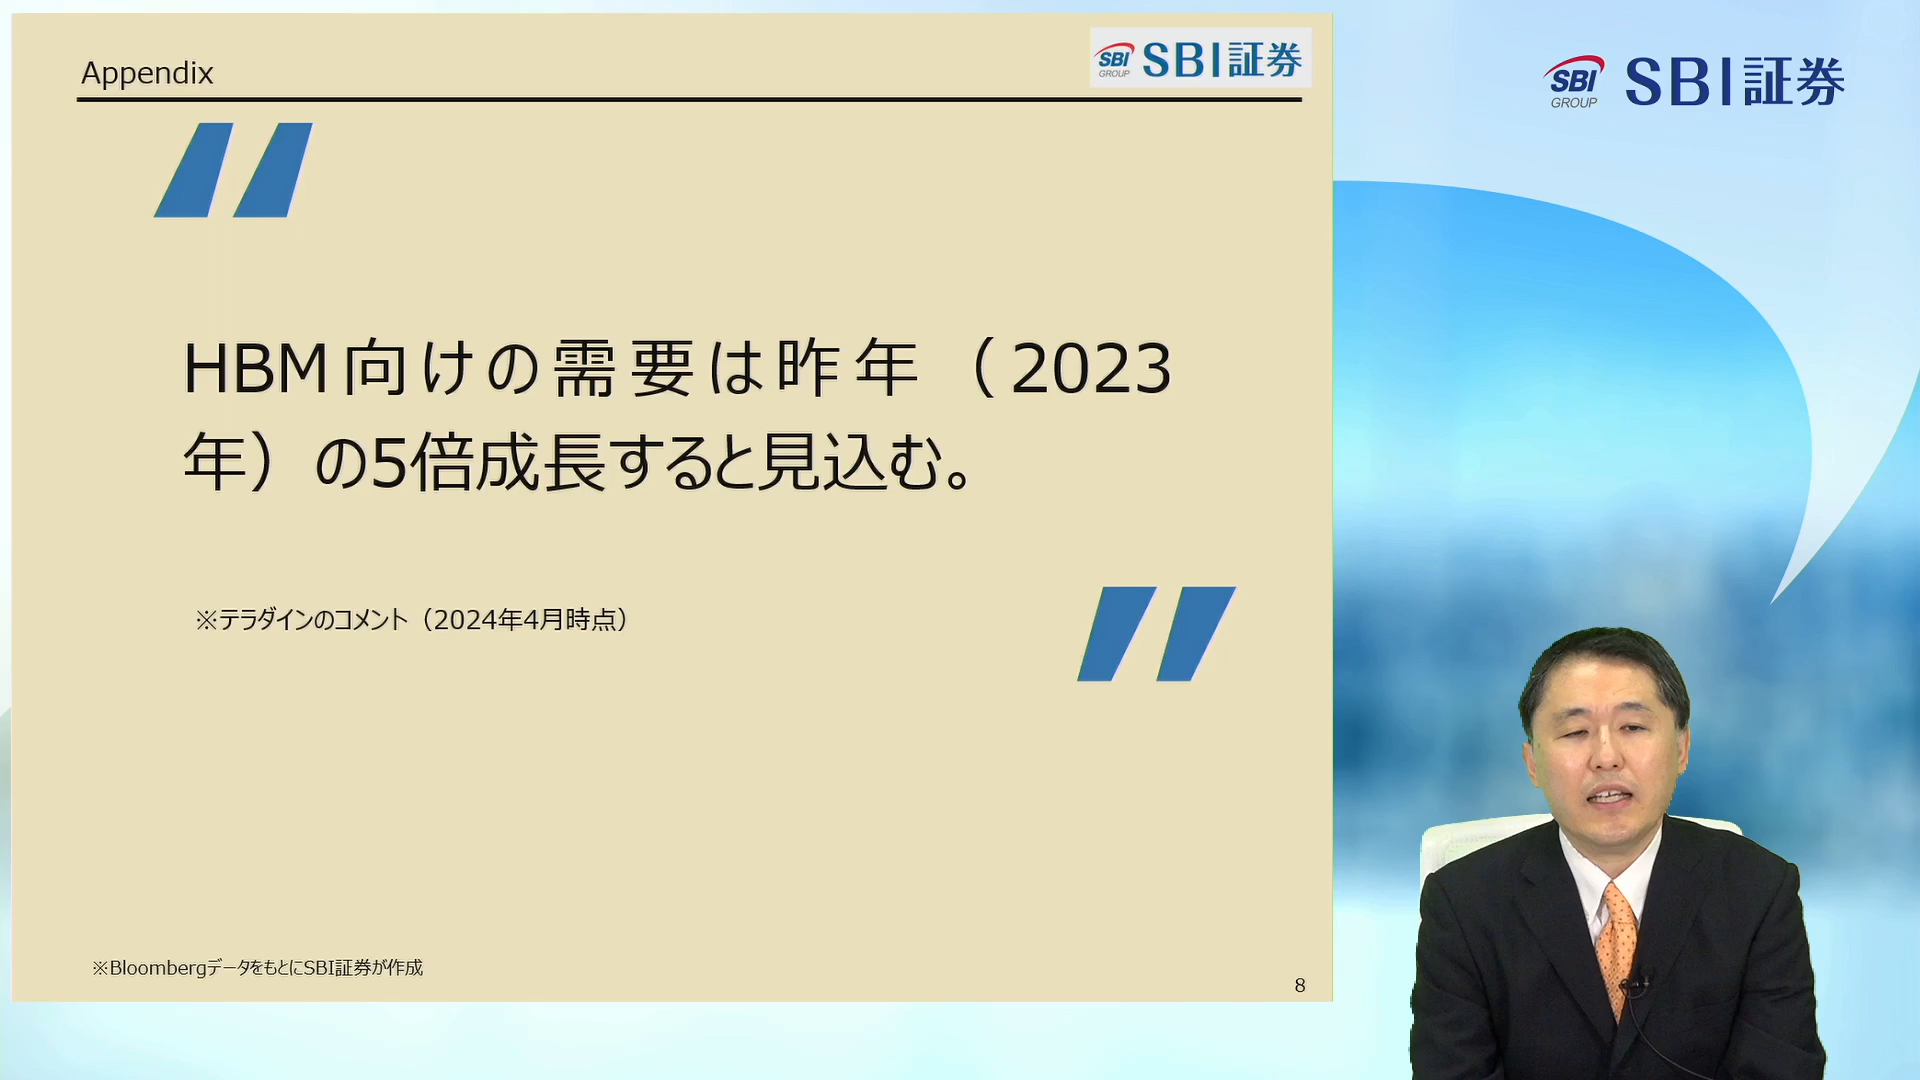 Appendix
SBI GROUP SBI証券
SBI GROUP SBI証券
HBM向けの需要は昨年（2023
年）の5倍成長すると見込む。
※テラダインのコメント（2024年4月時点）
※BloombergデータをもとにSBI証券が作成
8